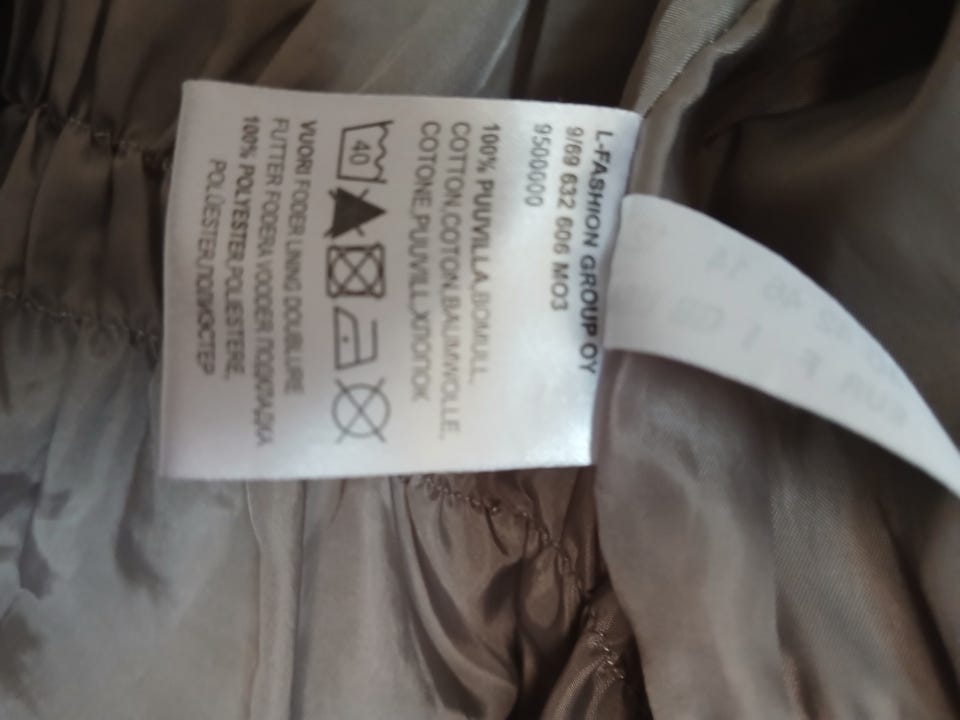 L-FASHION GROUP OY
9/69 632 606 MO3
9500000
100% PUUVILLA,BOMULL,
COTTON,COTON,BAUMWOLLE,
COTONE,PUUVILL,ХЛОПОК
40
VUORI FODER LINING DOUBLURE
FUTTER FODERA VOODER ПОДКЛАДКА
100% POLYESTER,POLIESTERE,
POLÜESTER,ПОЛИЭСТЕР